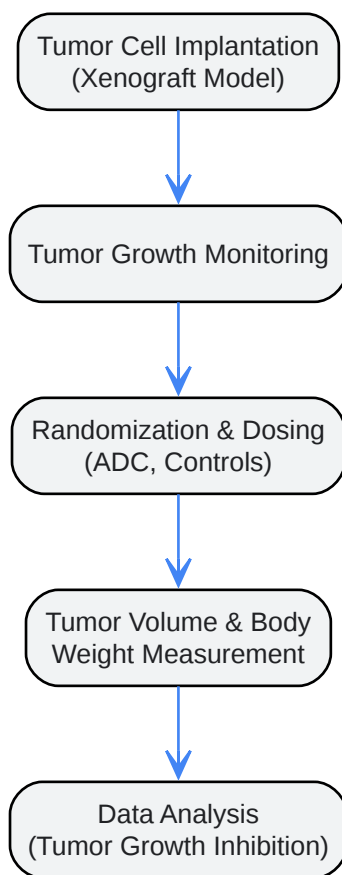 Tumor Cell Implantation
(Xenograft Model)
Tumor Growth Monitoring
Randomization & Dosing
(ADC, Controls)
Tumor Volume & Body
Weight Measurement
Data Analysis
(Tumor Growth Inhibition)